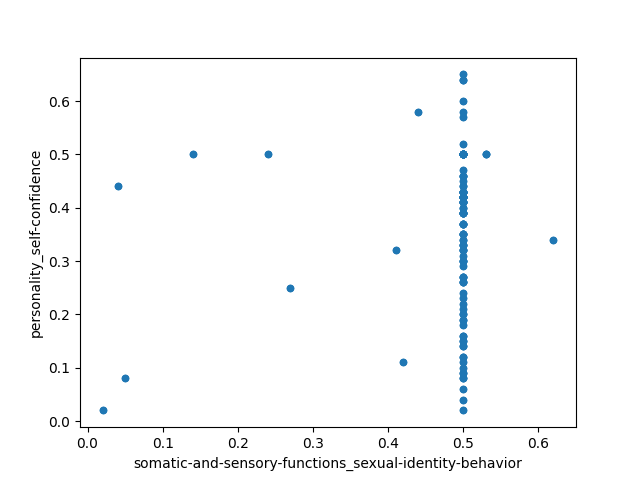 0.6
0.5
0.4
0.3
0.2
0.1
0.0
personality_self-confidence
0.0 0.1 0.2 0.3 0.4 0.5 0.6
somatic-and-sensory-functions_sexual-identity-behavior